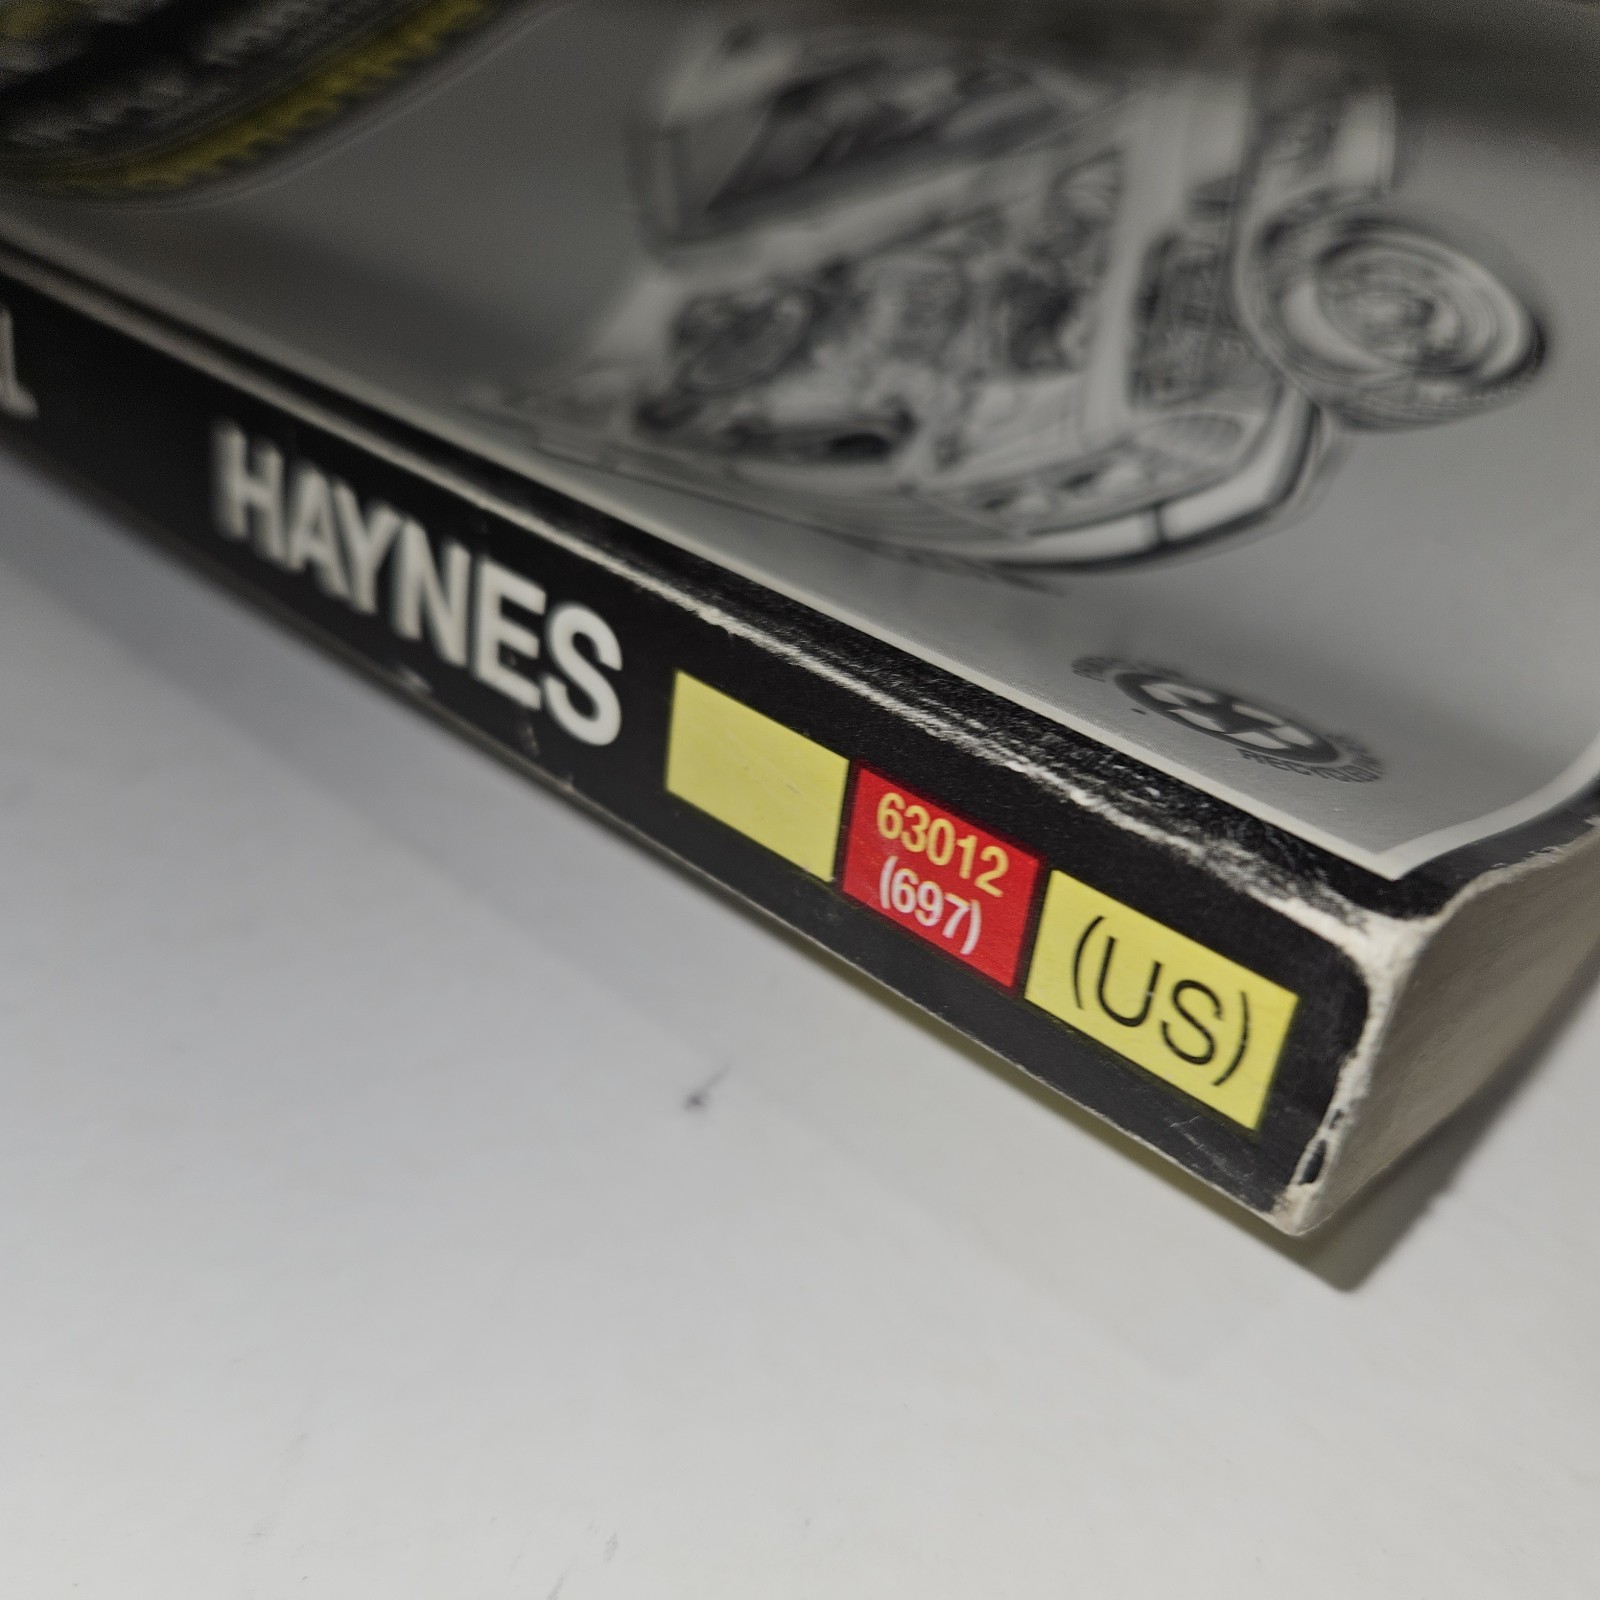 HAYNES
63012
(697)
(US)